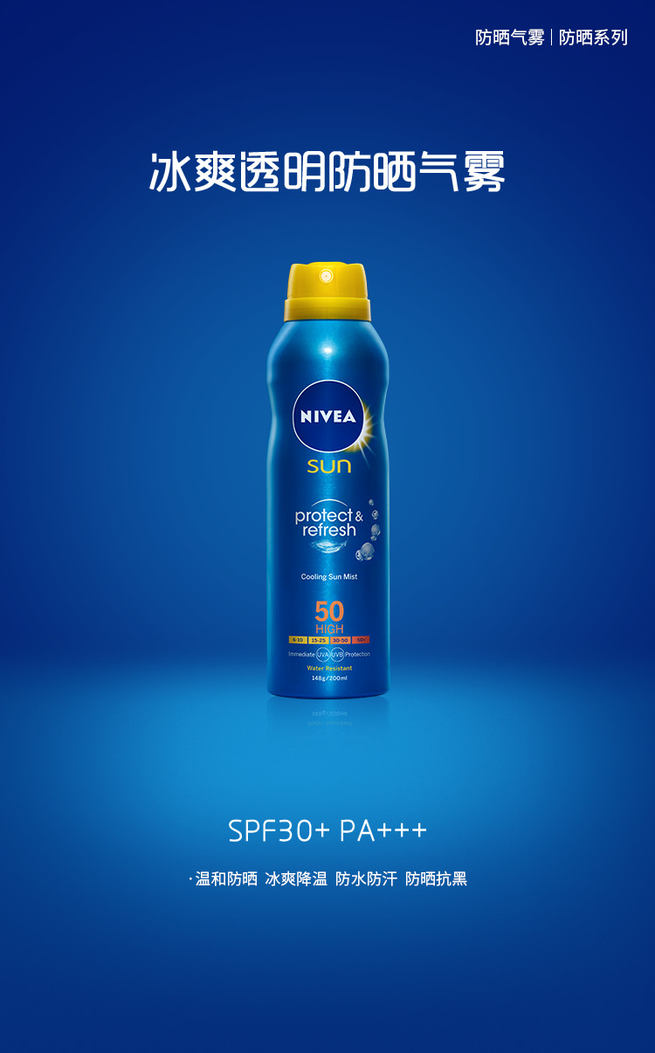 防晒气雾 | 防晒系列
冰爽透明防晒气雾
NIVEA
sun
protect &
refresh
Cooling Sun Mist
50
HIGH
6-10 15-25 30-50 50+
Immediate UVA UVB Protection
Water Resistant
148g/200ml
SPF30+ PA+++
·温和防晒 冰爽降温 防水防汗 防晒抗黑